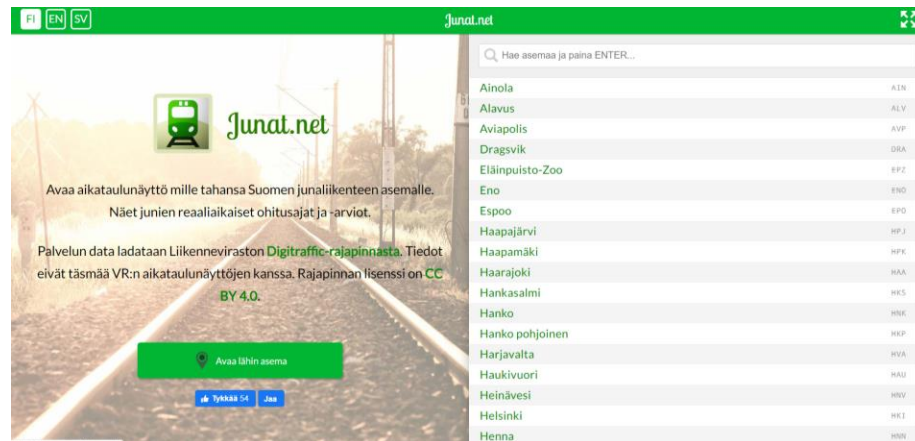 FI EN SV
Junat.net
Junat.net
Avaa aikataulunäyttö mille tahansa Suomen junaliikenteen asemalle.
Näet junien reaaliaikaiset ohitusajat ja -arviot.
Palvelun data ladataan Liikenneviraston Digitraffic-rajapinnasta. Tiedot
eivät täsmää VR:n aikataulunäyttöjen kanssa. Rajapinnan lisenssi on CC
BY 4.0.
Avaa lähin asema
Tykkää 54 Jaa
Hae asemaa ja paina ENTER...
Ainola AIN
Alavus ALV
Aviapolis AVP
Dragsvik DRA
Eläinpuisto-Zoo EPZ
Eno ENO
Espoo EPO
Haapajärvi HPJ
Haapamäki HPK
Haarajoki HAA
Hankasalmi HKS
Hanko HNK
Hanko pohjoinen HKP
Harjavalta HVA
Haukivuori HAU
Heinävesi HNV
Helsinki HKI
Henna HNN